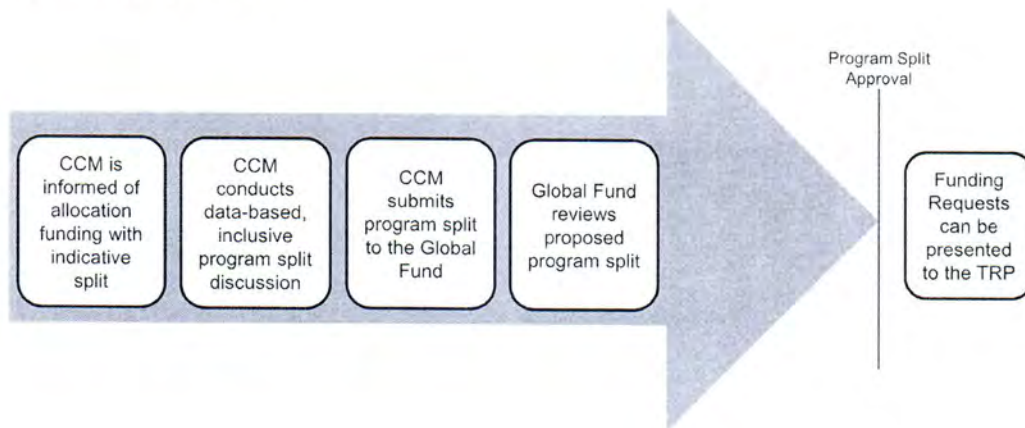 CCM is
informed of
allocation
funding with
indicative
split
CCM
conducts
data-based,
inclusive
program split
discussion
CCM
submits
program split
to the Global
Fund
Global Fund
reviews
proposed
program split
Program Split
Approval
Funding
Requests
can be
presented
to the TRP